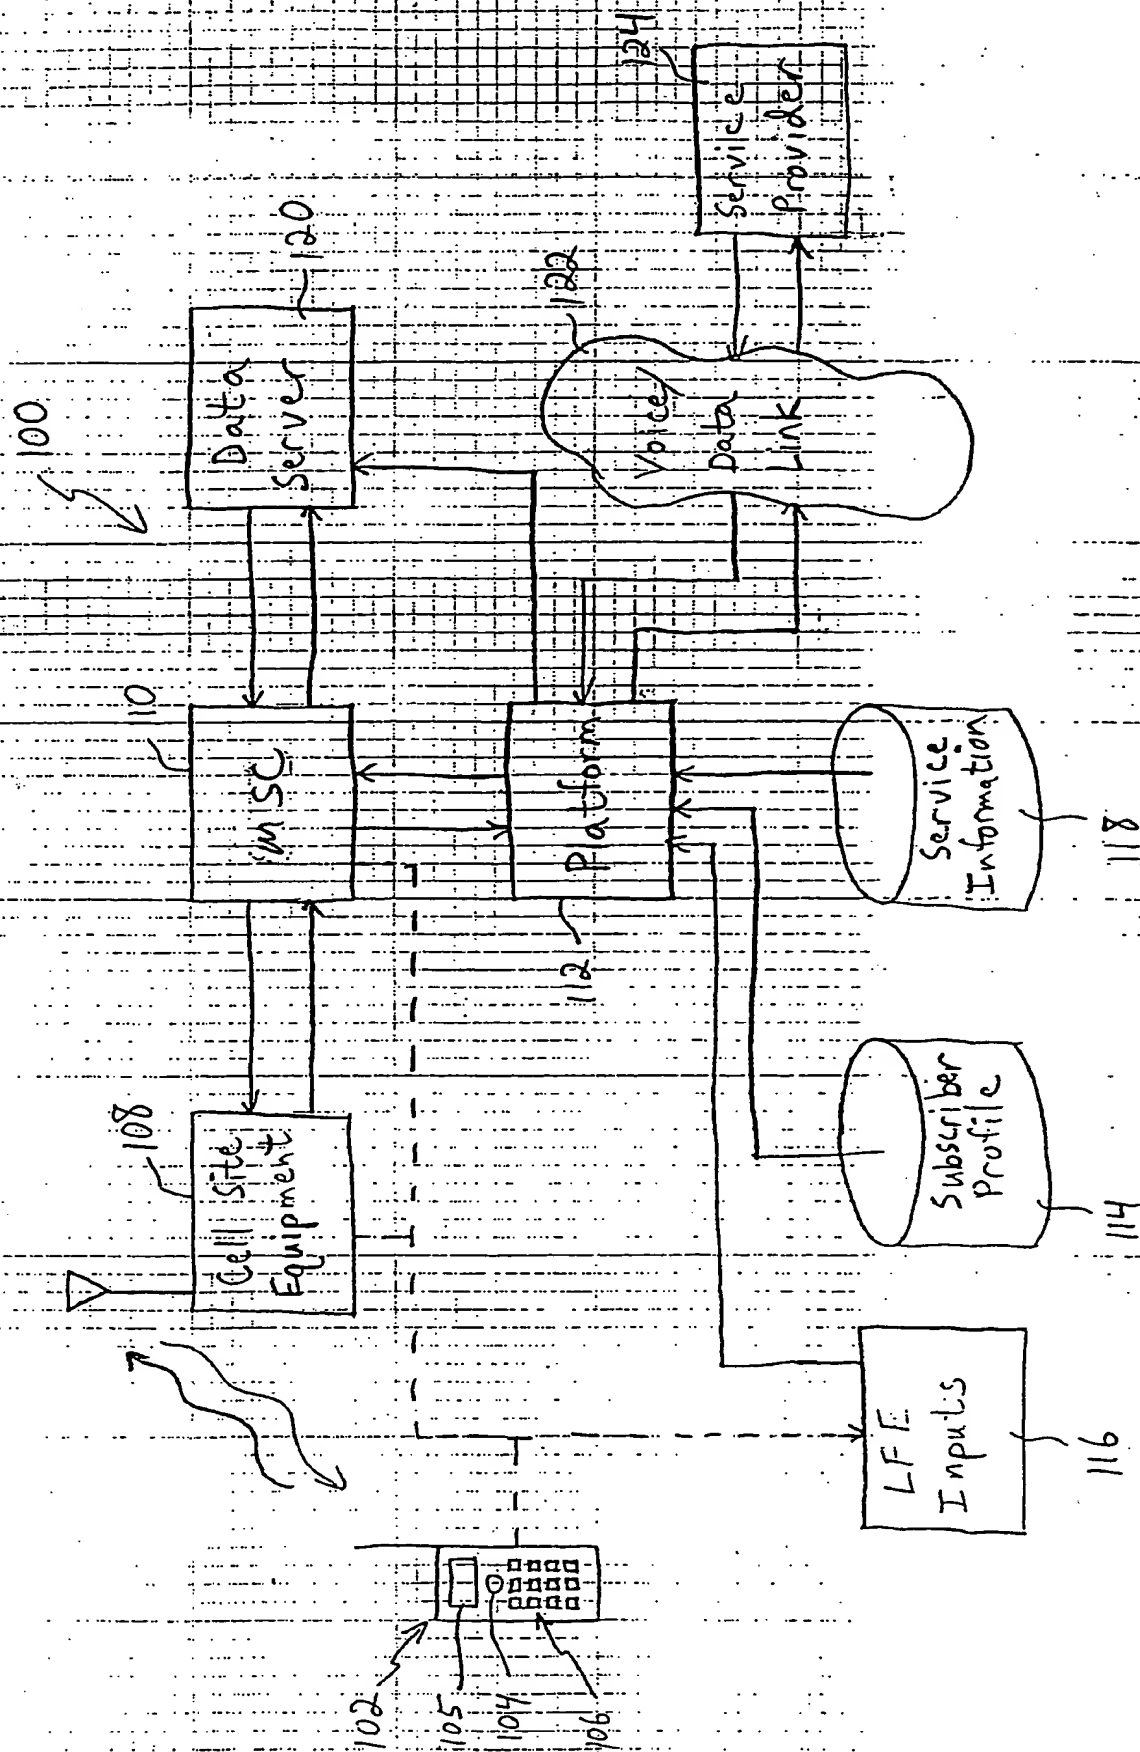 100
108
Cell Site
Equipment
10
MSC
120
Data
Server
102
105
104
106
112
Platform
122
Voice/
Data
Link
124
Service
Provider
LFE
Inputs
116
Subscriber
Profile
114
Service
Information
118